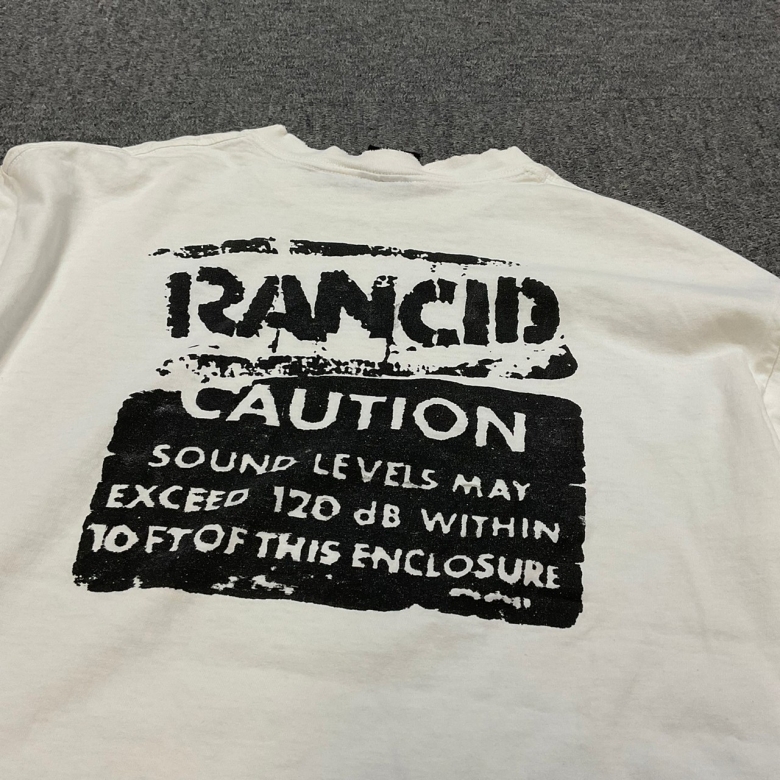 RANCID
CAUTION
SOUND LEVELS MAY
EXCEED 120 dB WITHIN
10 FT OF THIS ENCLOSURE